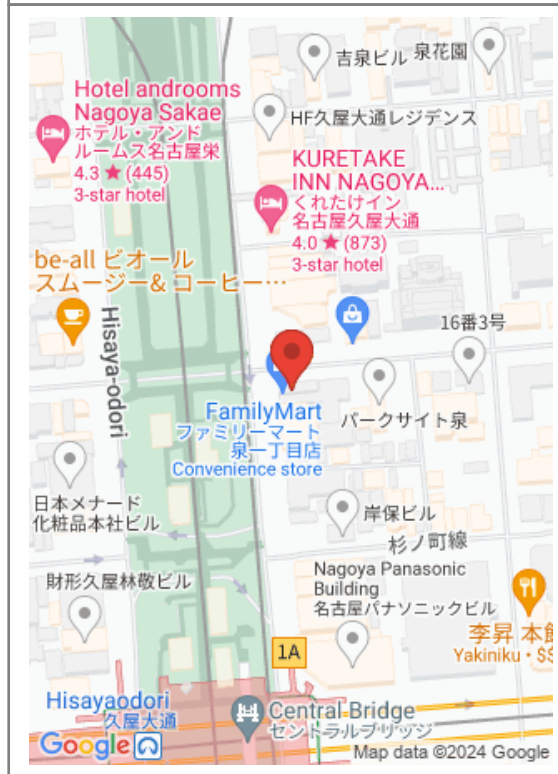 吉泉ビル
泉花園
Hotel androoms
Nagoya Sakae
ホテル・アンド
ルームス名古屋栄
4.3 ★ (445)
3-star hotel
HF久屋大通レジデンス
KURETAKE
INN NAGOYA...
くれたけイン
名古屋久屋大通
4.0 ★ (873)
3-star hotel
be-all ビオール
スムージー& コーヒー…
Hisaya-odori
16番3号
FamilyMart
ファミリーマート
泉一丁目店
Convenience store
パークサイト泉
日本メナード
化粧品本社ビル
岸保ビル
杉ノ町線
財形久屋林敬ビル
Nagoya Panasonic
Building
名古屋パナソニックビル
李昇 本館
Yakiniku • $$
1A
Hisayaodori
久屋大通
Central Bridge
セントラルブリッジ
Google
Map data ©2024 Google